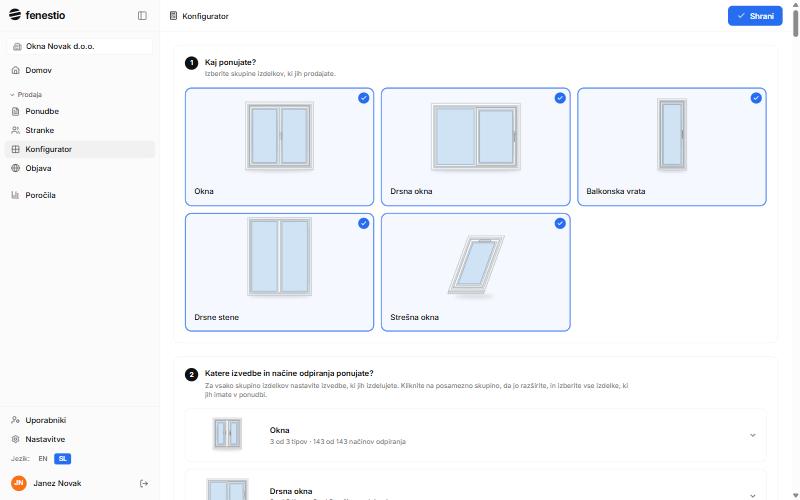 fenestio
Konfigurator
Shrani
Okna Novak d.o.o.
Domov
Prodaja
Ponudbe
Stranke
Konfigurator
Objava
Poročila
1
Kaj ponujate?
Izberite skupine izdelkov, ki jih prodajate.
Okna
Drsna okna
Balkonska vrata
Drsne stene
Strešna okna
2
Katere izvedbe in načine odpiranja ponujate?
Za vsako skupino izdelkov nastavite izvedbe, ki jih izdelujete. Kliknite na posamezno skupino, da jo razširite, in izberite vse izdelke, ki
jih imate v ponudbi.
Okna
3 od 3 tipov · 143 od 143 načinov odpiranja
Drsna okna
Uporabniki
Nastavitve
Jezik: EN SL
JN Janez Novak